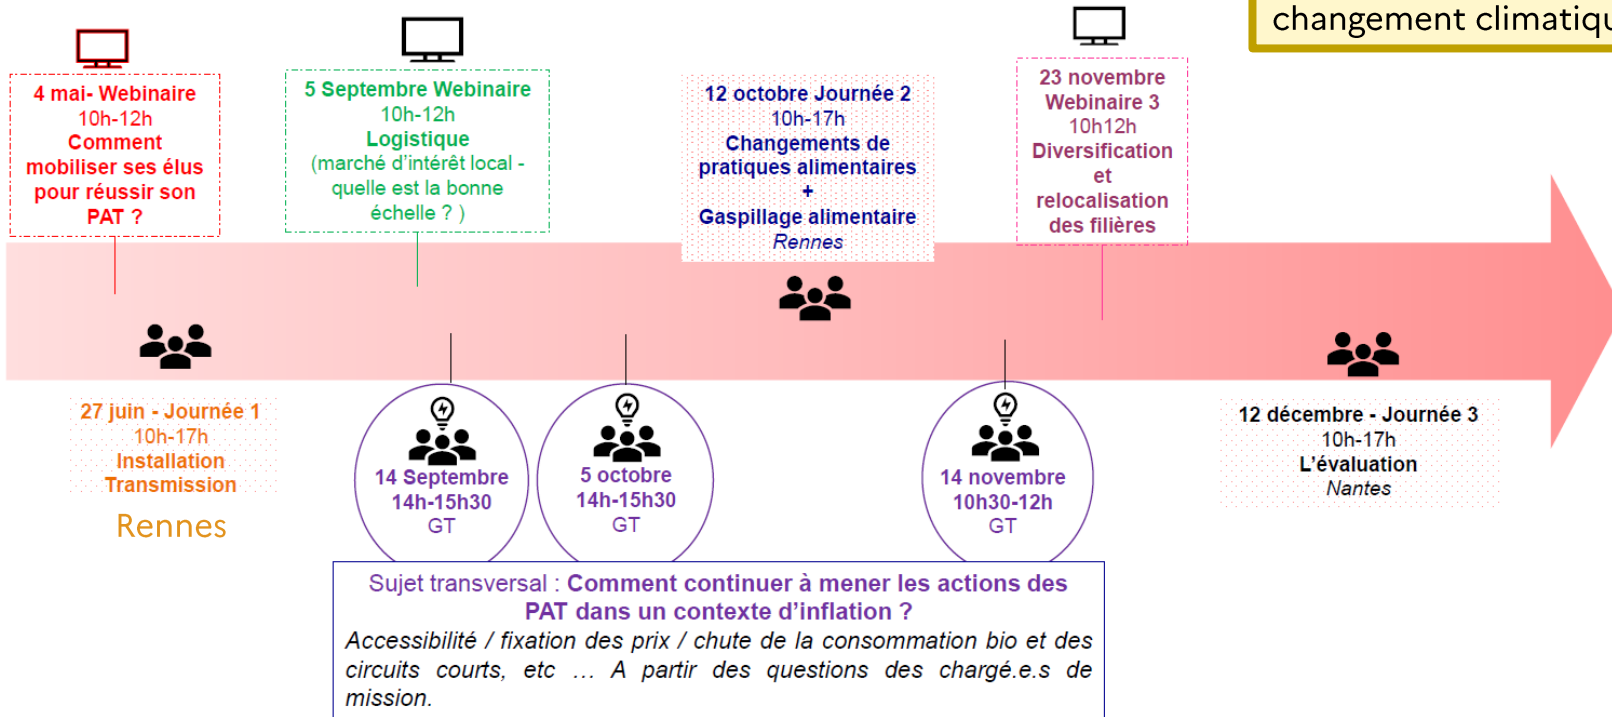 changement climatiqu
4 mai- Webinaire
10h-12h
Comment
mobiliser ses élus
pour réussir son
PAT ?
5 Septembre Webinaire
10h-12h
Logistique
(marché d'intérêt local -
quelle est la bonne
échelle ? )
12 octobre Journée 2
10h-17h
Changements de
pratiques alimentaires
+
Gaspillage alimentaire
Rennes
23 novembre
Webinaire 3
10h12h
Diversification
et
relocalisation
des filières
27 juin - Journée 1
10h-17h
Installation
Transmission
Rennes
14 Septembre
14h-15h30
GT
5 octobre
14h-15h30
GT
14 novembre
10h30-12h
GT
12 décembre - Journée 3
10h-17h
L'évaluation
Nantes
Sujet transversal : Comment continuer à mener les actions des
PAT dans un contexte d'inflation ?
Accessibilité / fixation des prix / chute de la consommation bio et des
circuits courts, etc … A partir des questions des chargé.e.s de
mission.